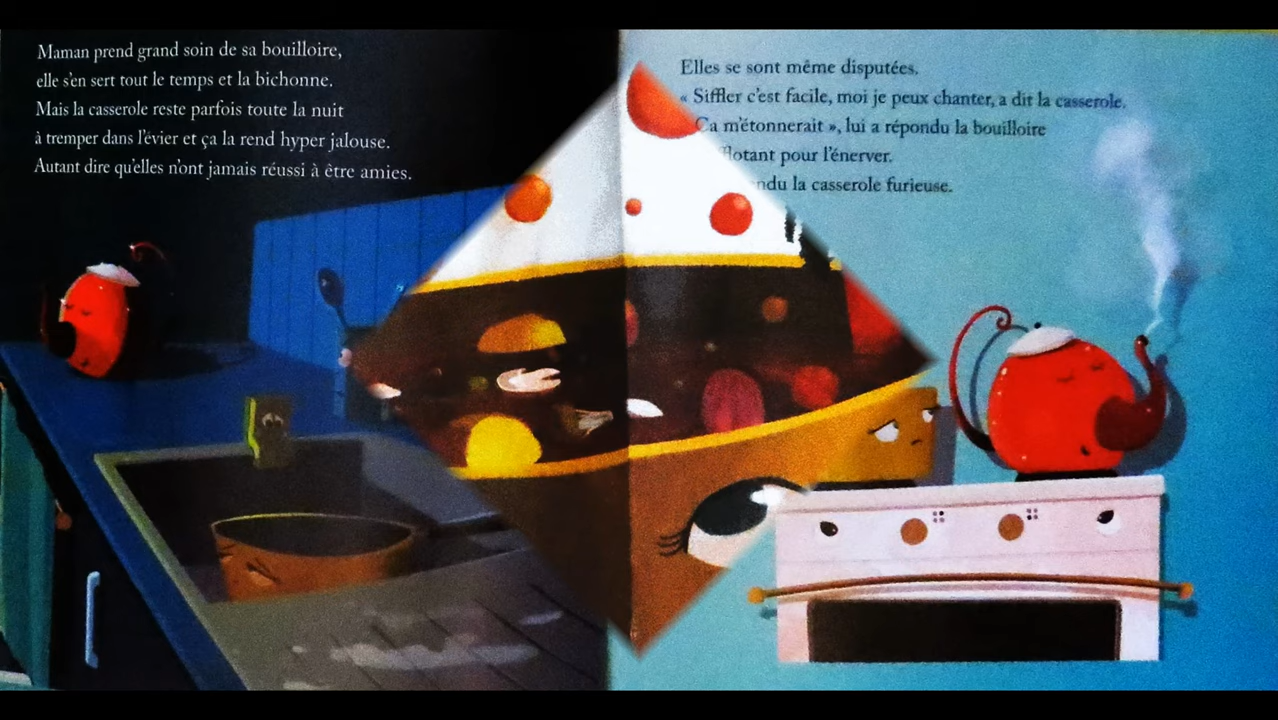 Maman prend grand soin de sa bouilloire,
elle s'en sert tout le temps et la bichonne.
Mais la casserole reste parfois toute la nuit
à tremper dans l'évier et ça la rend hyper jalouse.
Autant dire qu'elles n'ont jamais réussi à être amies.
Elles se sont même disputées.
« Siffler c'est facile, moi je peux chanter, a dit la casserole.
Ça m'étonnerait », lui a répondu la bouilloire
pour l'énerver.
la casserole furieuse.